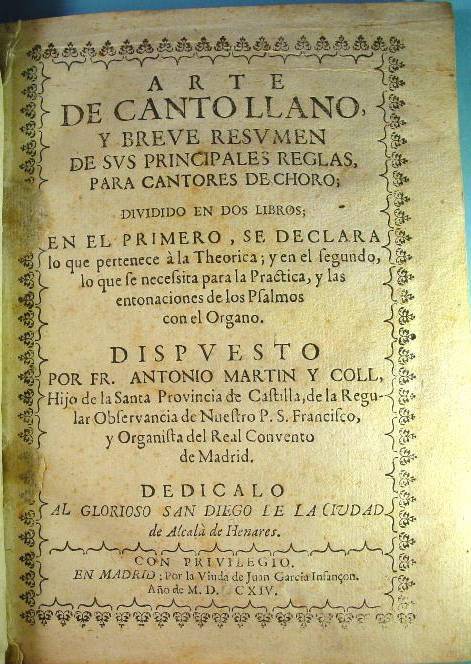 ARTE
DE CANTO LLANO,
Y BREVE RESVMEN
DE SVS PRINCIPALES REGLAS,
PARA CANTORES DE CHORO;
DIVIDIDO EN DOS LIBROS;
EN EL PRIMERO, SE DECLARA
lo que pertenece à la Theorica; y en el ſegundo,
lo que ſe neceſsita para la Practica, y las
entonaciones de los Pſalmos
con el Organo.
DISPVESTO
POR FR. ANTONIO MARTIN Y COLL,
Hijo de la Santa Provincia de Caſtilla, de la Regu-
lar Obſervancia de Nueſtro P. S. Franciſco,
y Organiſta del Real Convento
de Madrid.
DEDICALO
AL GLORIOSO SAN DIEGO DE LA CIUDAD
de Alcalà de Henares.
CON PRIVILEGIO.
EN MADRID: Por la Viuda de Juan Garcia Infançon.
Año de M. D. CXIV.